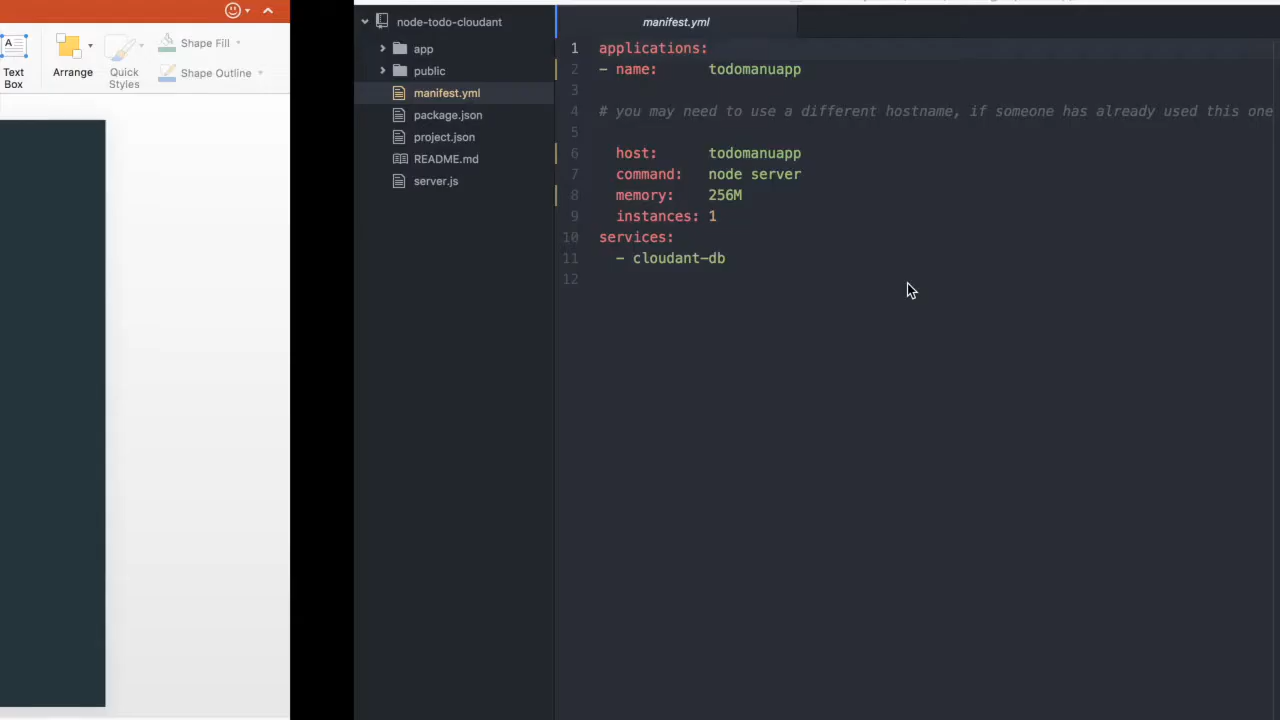 Text
Box
Arrange
Quick
Styles
Shape Fill
Shape Outline
node-todo-cloudant
app
public
manifest.yml
package.json
project.json
README.md
server.js
manifest.yml
1 applications:
2 - name: todomanuapp
3
4 # you may need to use a different hostname, if someone has already used this one
5
6 host: todomanuapp
7 command: node server
8 memory: 256M
9 instances: 1
10 services:
11 - cloudant-db
12